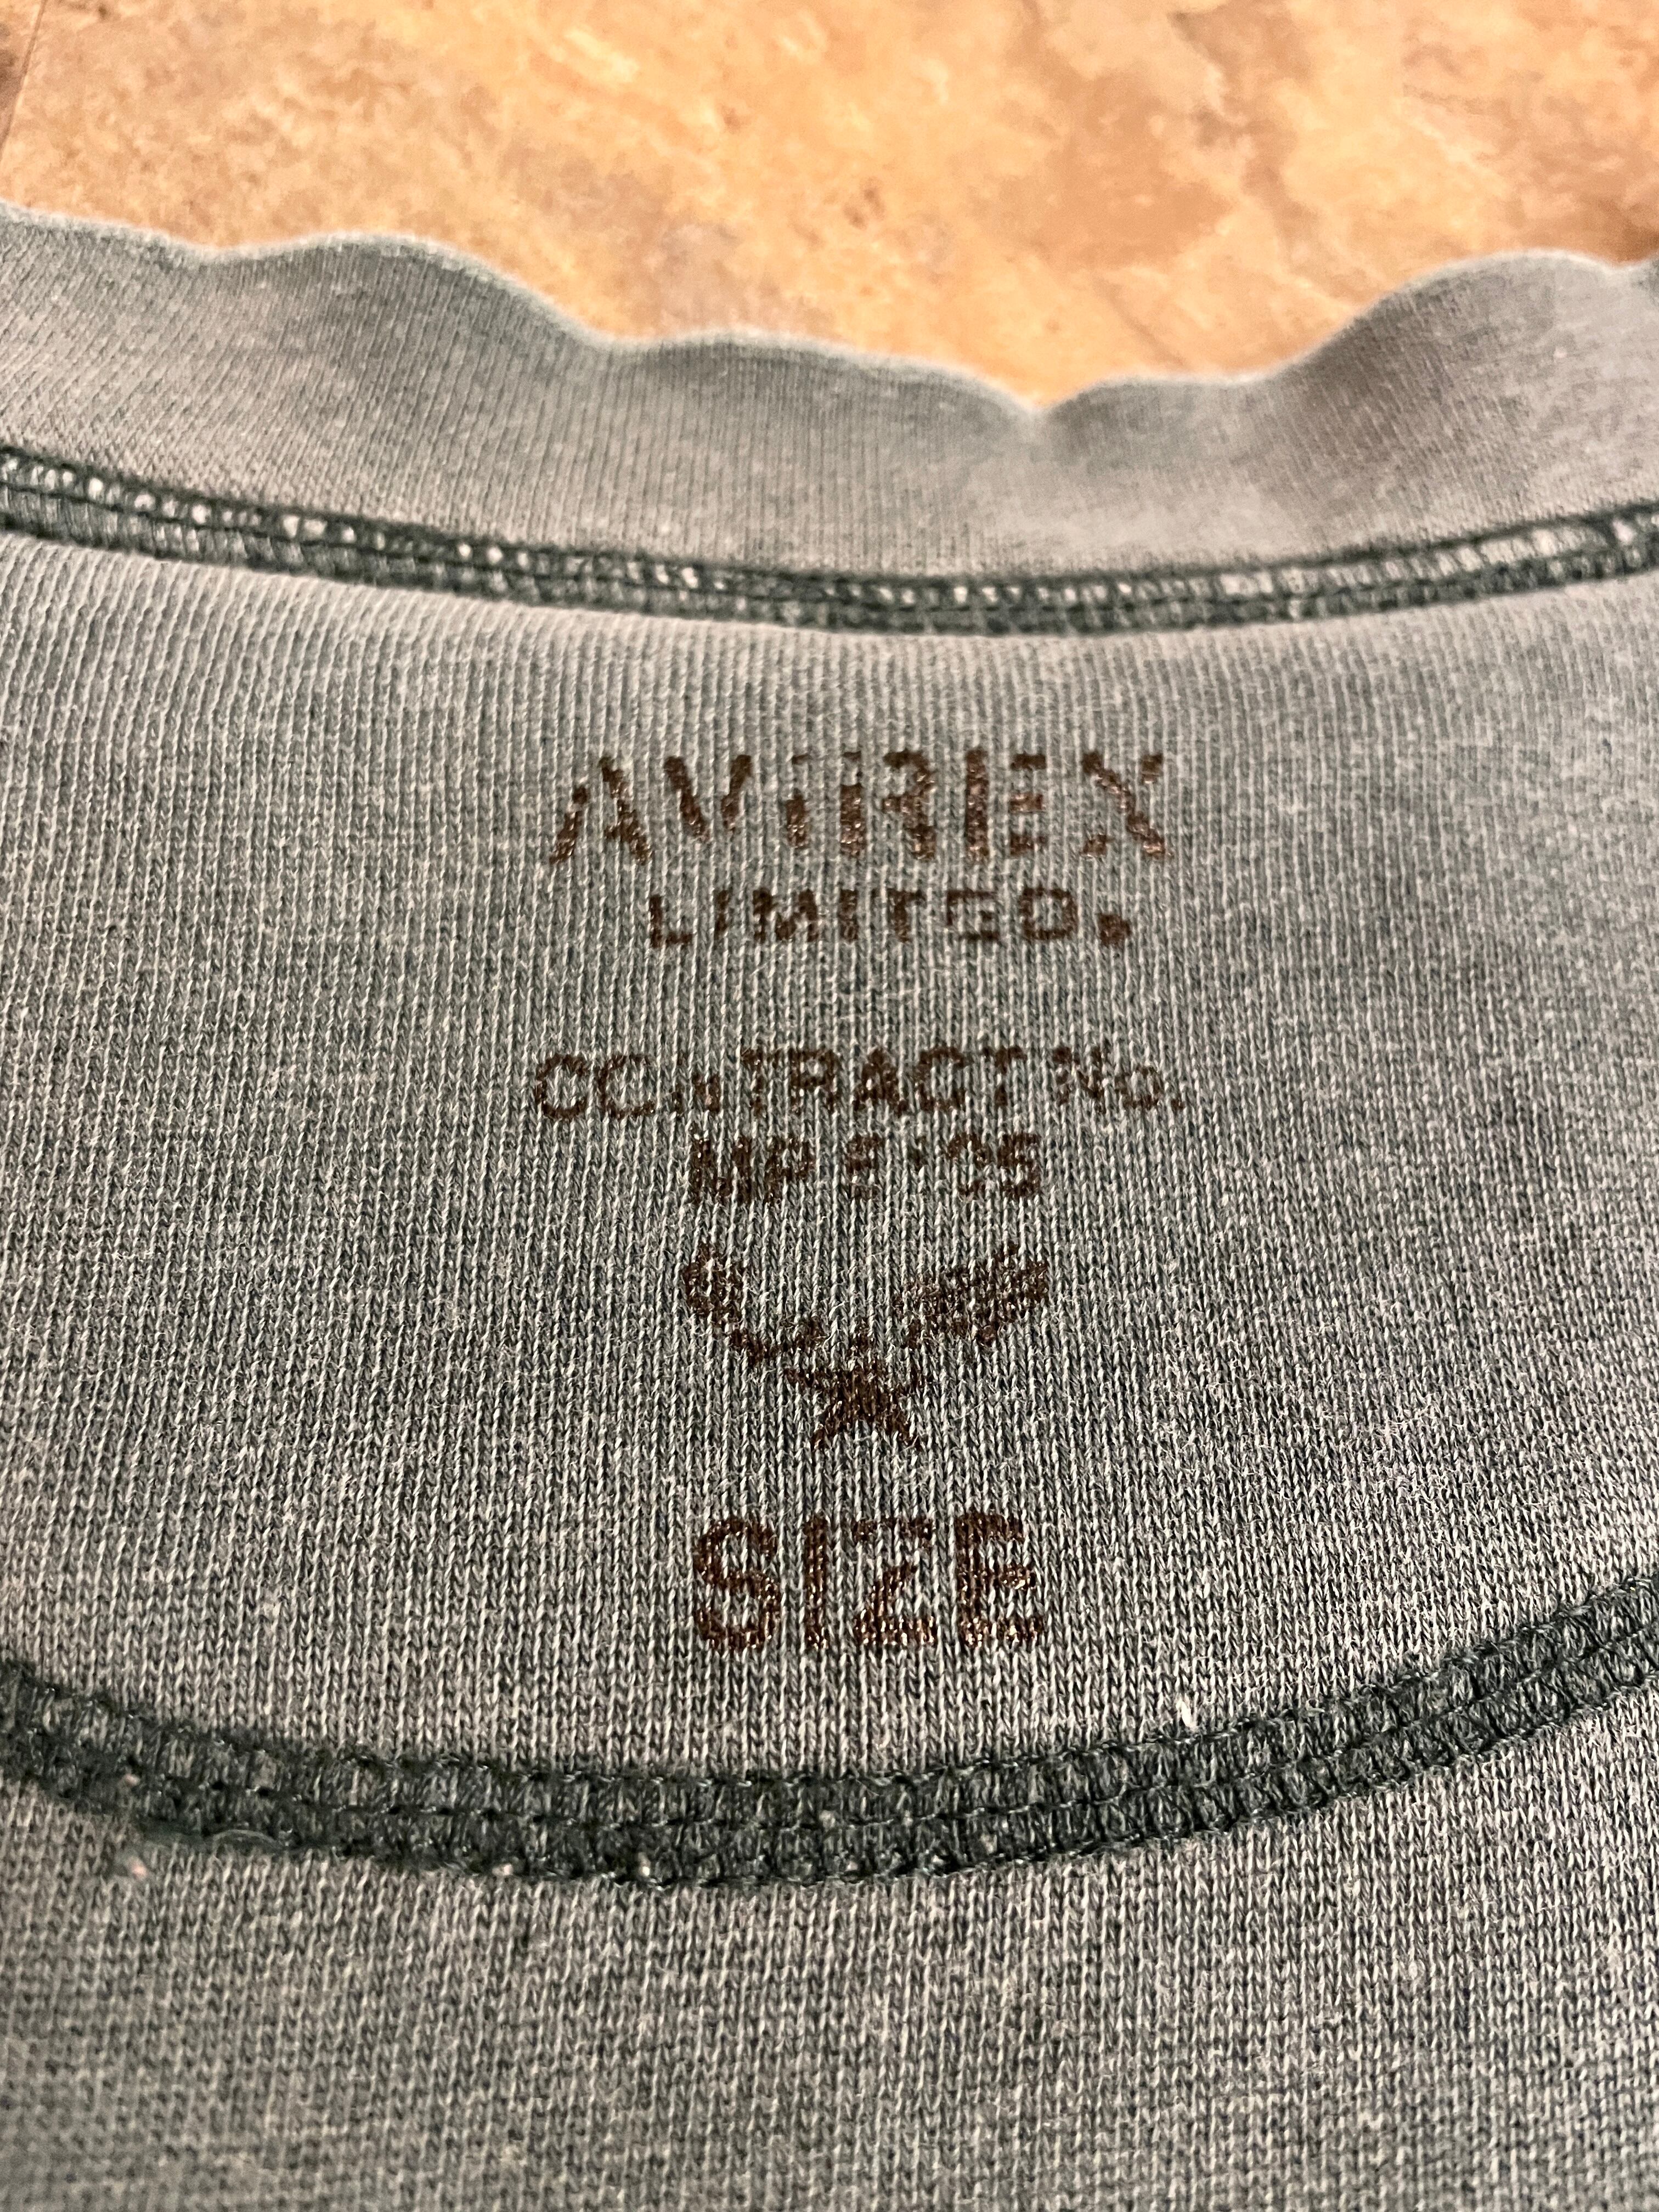 AVIREX
LIMITED.
CONTRACT No.
SIZE